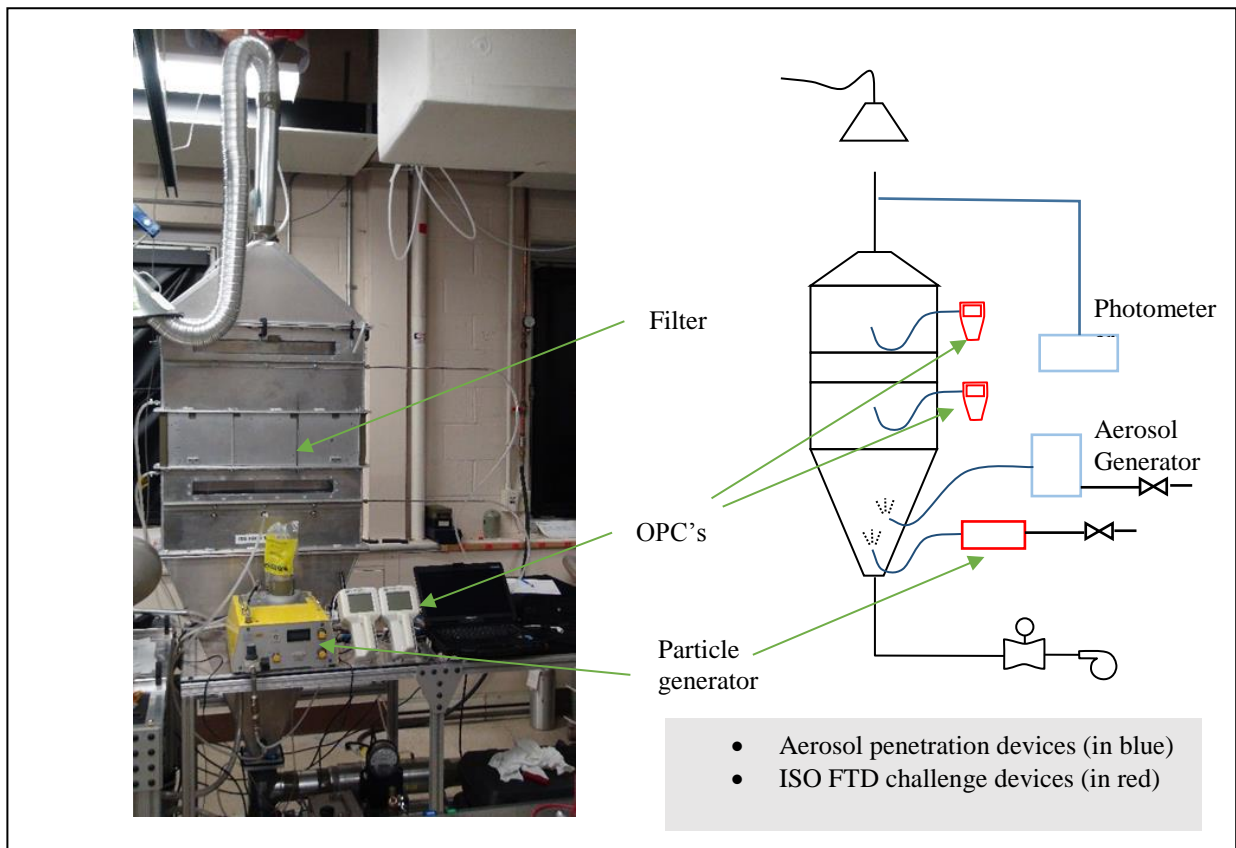 Filter
Photometer
Aerosol
Generator
OPC’s
Particle
generator
• Aerosol penetration devices (in blue)
• ISO FTD challenge devices (in red)